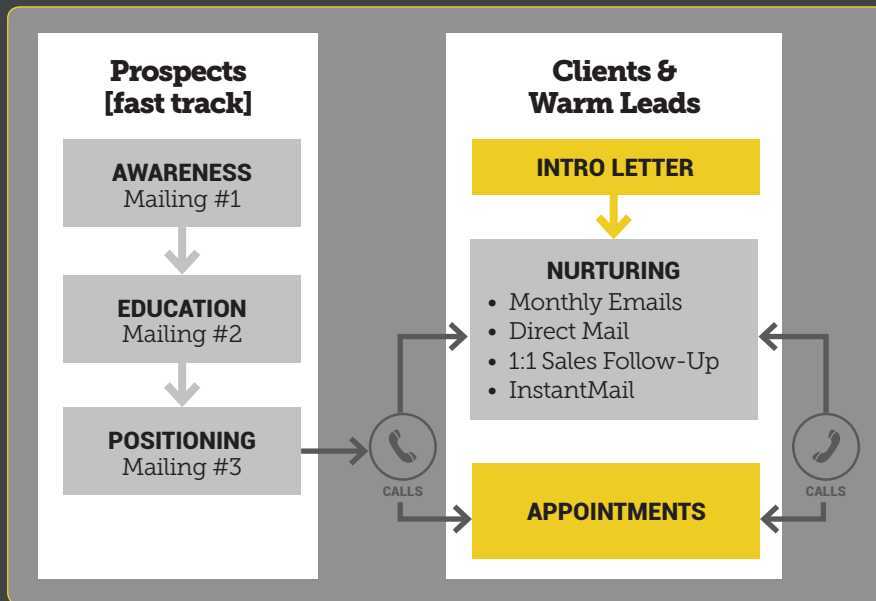 Prospects
[fast track]
AWARENESS
Mailing #1
EDUCATION
Mailing #2
POSITIONING
Mailing #3
CALLS
Clients &
Warm Leads
INTRO LETTER
NURTURING
• Monthly Emails
• Direct Mail
• 1:1 Sales Follow-Up
• InstantMail
APPOINTMENTS
CALLS